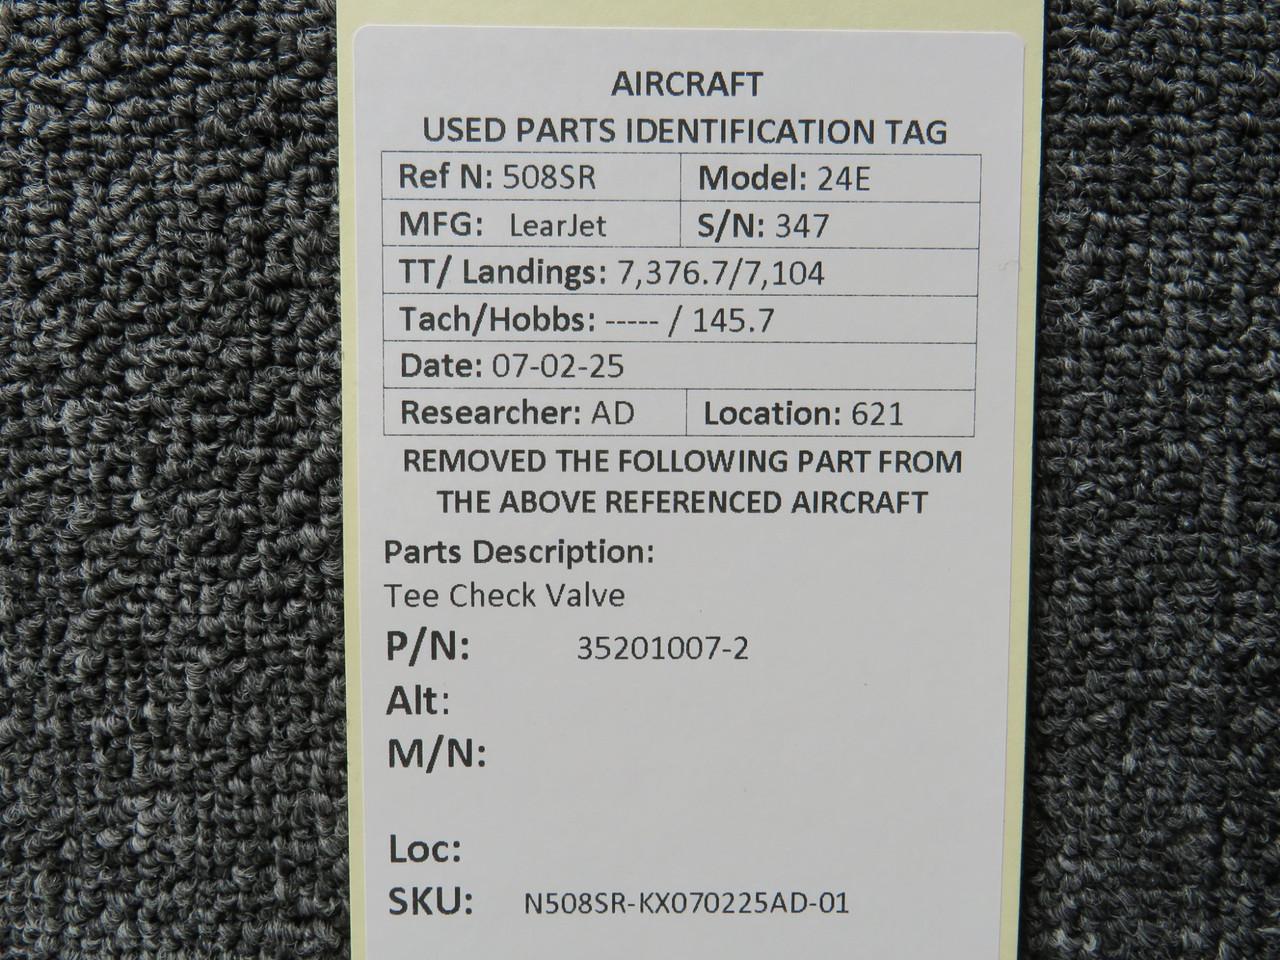 AIRCRAFT
USED PARTS IDENTIFICATION TAG
Ref N: 508SR Model: 24E
MFG: LearJet S/N: 347
TT/ Landings: 7,376.7/7,104
Tach/Hobbs: ----- / 145.7
Date: 07-02-25
Researcher: AD Location: 621
REMOVED THE FOLLOWING PART FROM
THE ABOVE REFERENCED AIRCRAFT
Parts Description:
Tee Check Valve
P/N: 35201007-2
Alt:
M/N:
Loc:
SKU: N508SR-KX070225AD-01